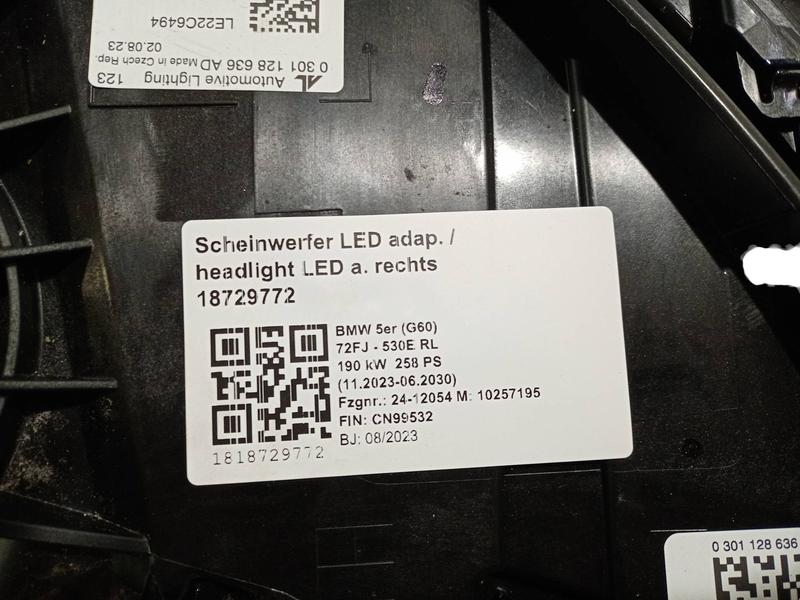 LE22C6494
02.08.23
0 301 128 636 AD Made in Czech Rep.
123 Automotive Lighting
AL
Scheinwerfer LED adap. /
headlight LED a. rechts
18729772
BMW 5er (G60)
72FJ - 530E RL
190 kW 258 PS
(11.2023-06.2030)
Fzgnr.: 24-12054 M: 10257195
FIN: CN99532
BJ: 08/2023
1818729772
0 301 128 636